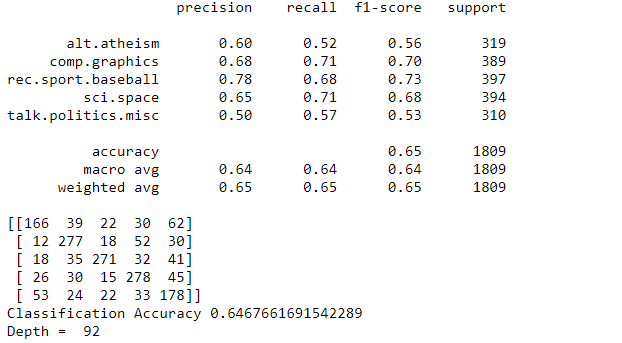 precision recall f1-score support
alt.atheism 0.60 0.52 0.56 319
comp.graphics 0.68 0.71 0.70 389
rec.sport.baseball 0.78 0.68 0.73 397
sci.space 0.65 0.71 0.68 394
talk.politics.misc 0.50 0.57 0.53 310
accuracy 0.65 1809
macro avg 0.64 0.64 0.64 1809
weighted avg 0.65 0.65 0.65 1809
[[166 39 22 30 62]
[ 12 277 18 52 30]
[ 18 35 271 32 41]
[ 26 30 15 278 45]
[ 53 24 22 33 178]]
Classification Accuracy 0.6467661691542289
Depth = 92